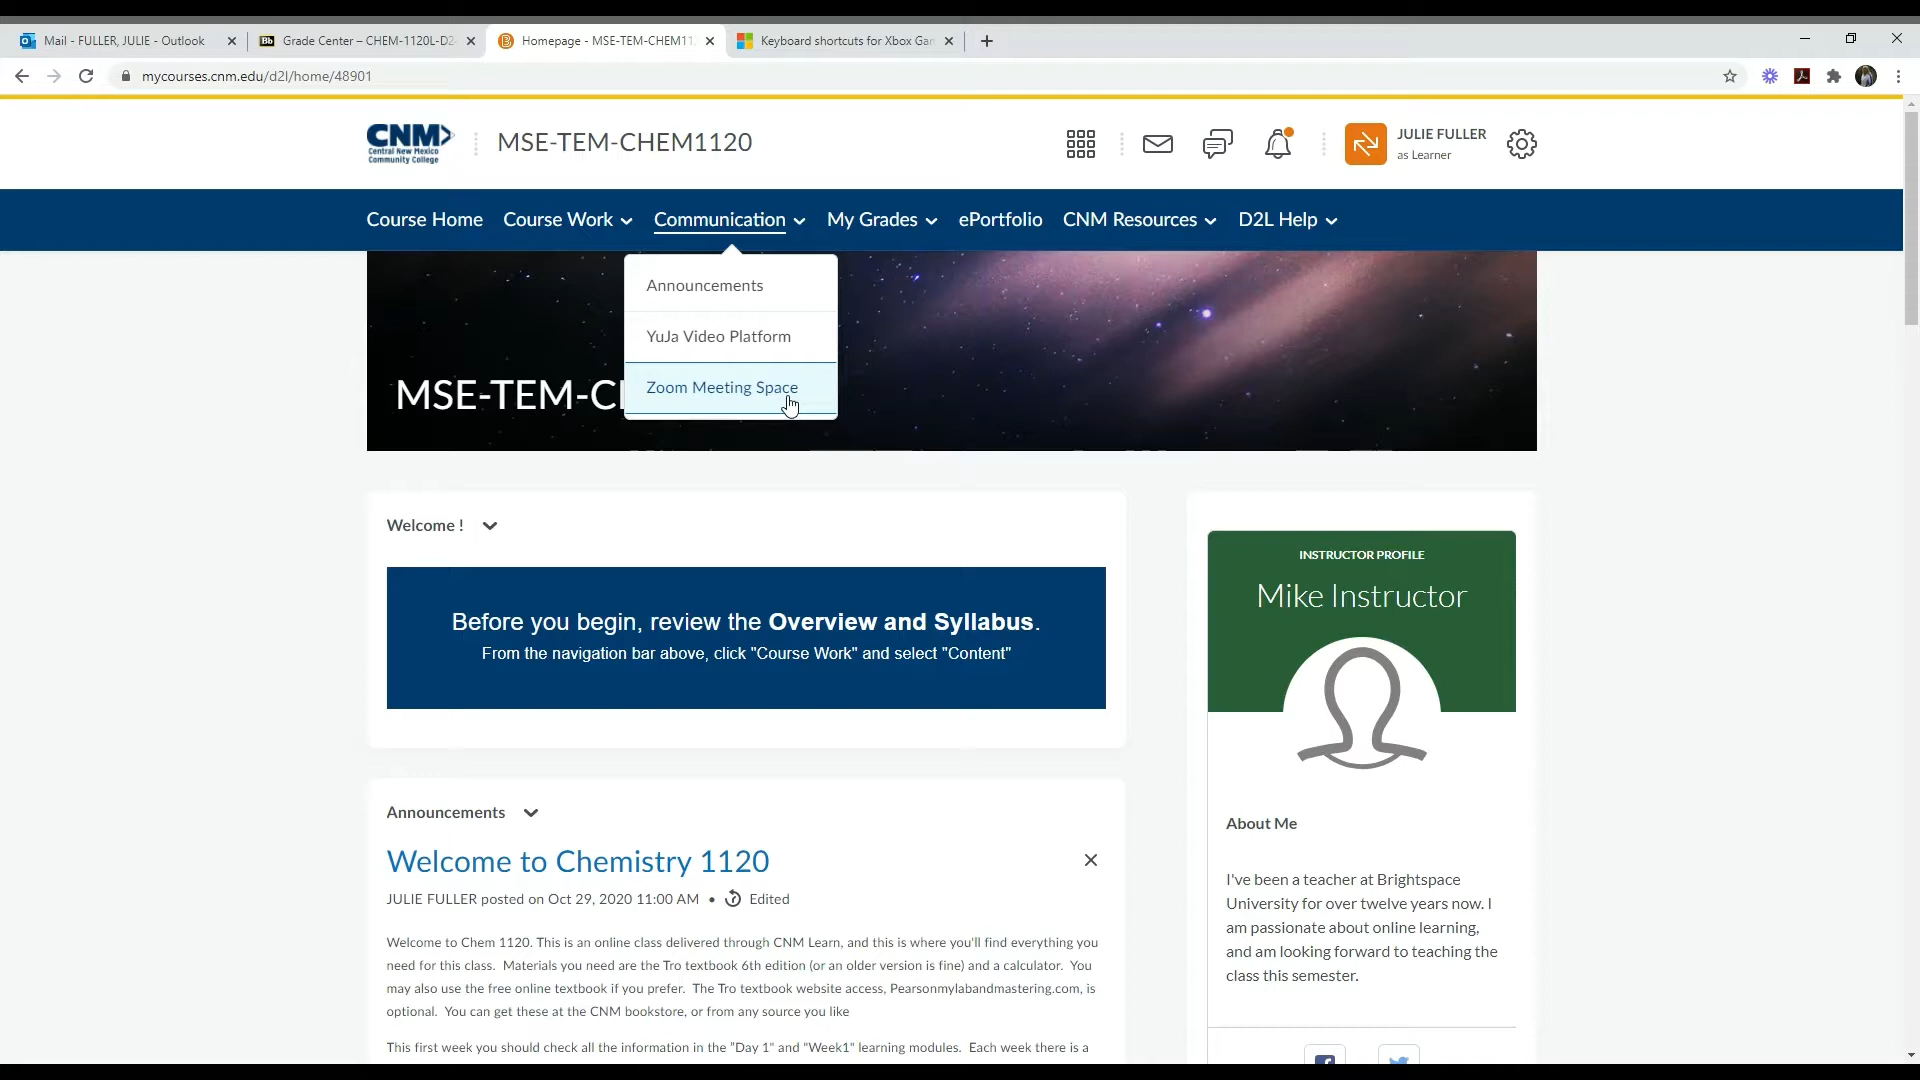 Mail - FULLER, JULIE - Outlook
Bb Grade Center – CHEM-1120L-D2
Homepage - MSE-TEM-CHEM11
Keyboard shortcuts for Xbox Gam
mycourses.cnm.edu/d2l/home/48901
CNM
Central New Mexico
Community College
MSE-TEM-CHEM1120
JULIE FULLER
as Learner
Course Home
Course Work
Communication
My Grades
ePortfolio
CNM Resources
D2L Help
Announcements
YuJa Video Platform
Zoom Meeting Space
MSE-TEM-CH
Welcome !
Before you begin, review the Overview and Syllabus.
From the navigation bar above, click "Course Work" and select "Content"
INSTRUCTOR PROFILE
Mike Instructor
About Me
I've been a teacher at Brightspace
University for over twelve years now. I
am passionate about online learning,
and am looking forward to teaching the
class this semester.
Announcements
Welcome to Chemistry 1120
JULIE FULLER posted on Oct 29, 2020 11:00 AM • Edited
Welcome to Chem 1120. This is an online class delivered through CNM Learn, and this is where you'll find everything you
need for this class. Materials you need are the Tro textbook 6th edition (or an older version is fine) and a calculator. You
may also use the free online textbook if you prefer. The Tro textbook website access, Pearsonmylabandmastering.com, is
optional. You can get these at the CNM bookstore, or from any source you like
This first week you should check all the information in the "Day 1" and "Week1" learning modules. Each week there is a